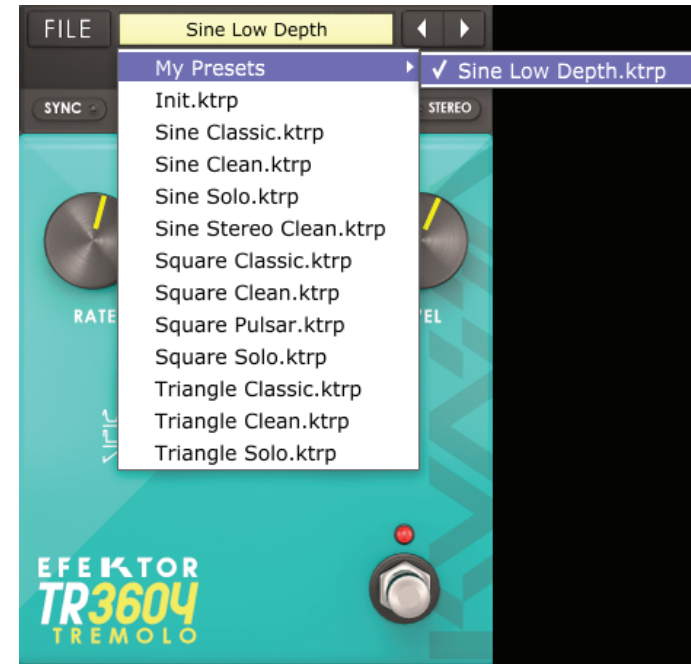 FILE
Sine Low Depth
My Presets
✓ Sine Low Depth.ktrp
Init.ktrp
SYNC
STEREO
Sine Classic.ktrp
Sine Clean.ktrp
Sine Solo.ktrp
Sine Stereo Clean.ktrp
Square Classic.ktrp
Square Clean.ktrp
RATE
Square Pulsar.ktrp
Square Solo.ktrp
Triangle Classic.ktrp
Triangle Clean.ktrp
Triangle Solo.ktrp
EFEKTOR
TR3604
TREMOLO